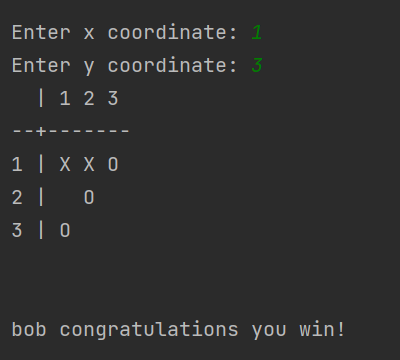 Enter x coordinate: 1
Enter y coordinate: 3
  | 1 2 3
--+-------
1 | X X O
2 |   O
3 | O
bob congratulations you win!